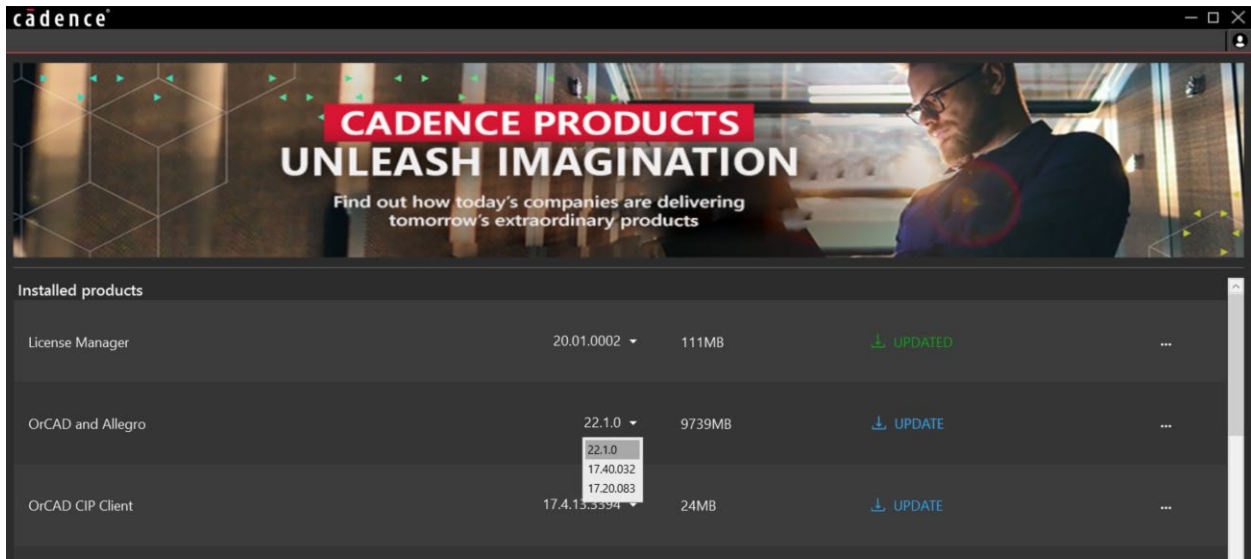 cādence®
CADENCE PRODUCTS
UNLEASH IMAGINATION
Find out how today's companies are delivering
tomorrow's extraordinary products
Installed products
License Manager 20.01.0002 111MB UPDATED ...
OrCAD and Allegro 22.1.0 9739MB UPDATE ...
22.1.0
17.40.032
17.20.083
OrCAD CIP Client 24MB UPDATE ...